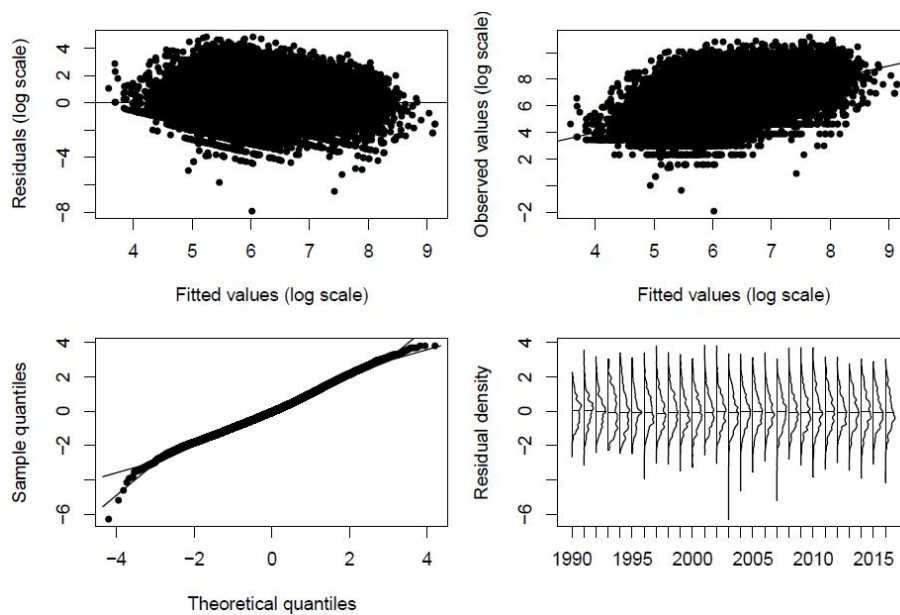 Residuals (log scale)
4
2
0
−4
−8
4 5 6 7 8 9
Fitted values (log scale)
Observed values (log scale)
8
6
4
2
−2
4 5 6 7 8 9
Fitted values (log scale)
Sample quantiles
4
2
0
−2
−6
−4 −2 0 2 4
Theoretical quantiles
Residual density
4
2
0
−2
−6
1990 1995 2000 2005 2010 2015